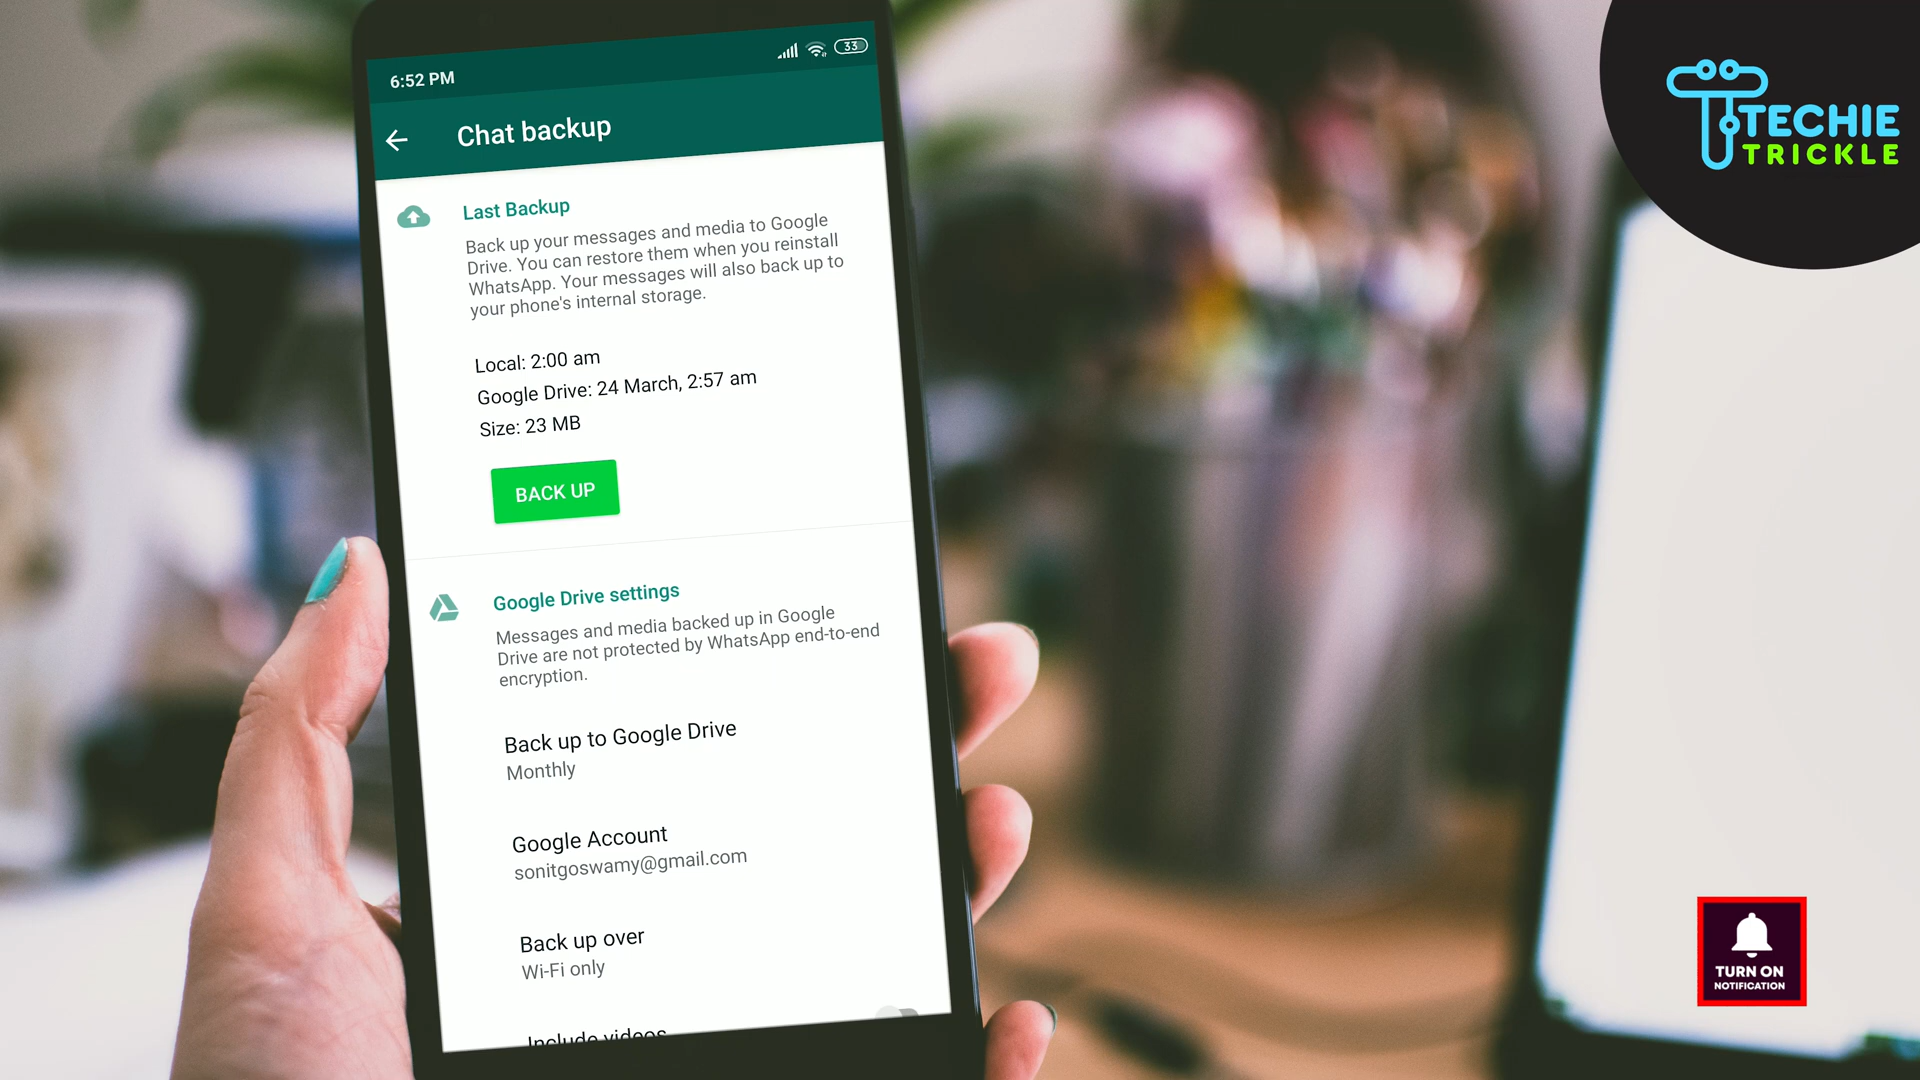 6:52 PM
33
Chat backup
Last Backup
Back up your messages and media to Google
Drive. You can restore them when you reinstall
WhatsApp. Your messages will also back up to
your phone's internal storage.
Local: 2:00 am
Google Drive: 24 March, 2:57 am
Size: 23 MB
BACK UP
Google Drive settings
Messages and media backed up in Google
Drive are not protected by WhatsApp end-to-end
encryption.
Back up to Google Drive
Monthly
Google Account
sonitgoswamy@gmail.com
Back up over
Wi-Fi only
Include videos
TECHIE
TRICKLE
TURN ON
NOTIFICATION